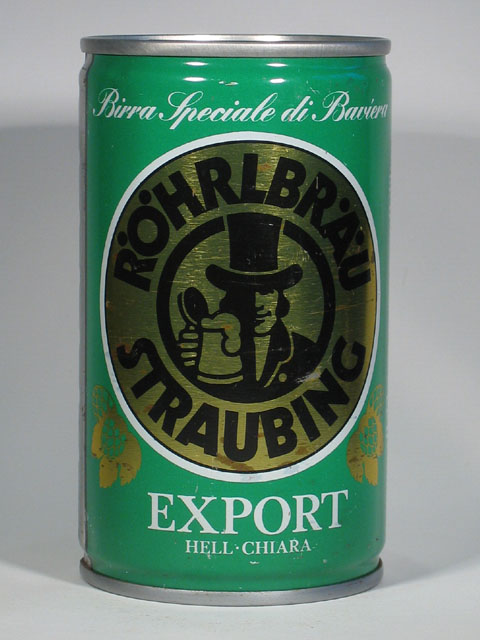 Birra Speciale di Baviera
RÖHRLBRÄU
STRAUBING
EXPORT
HELL · CHIARA